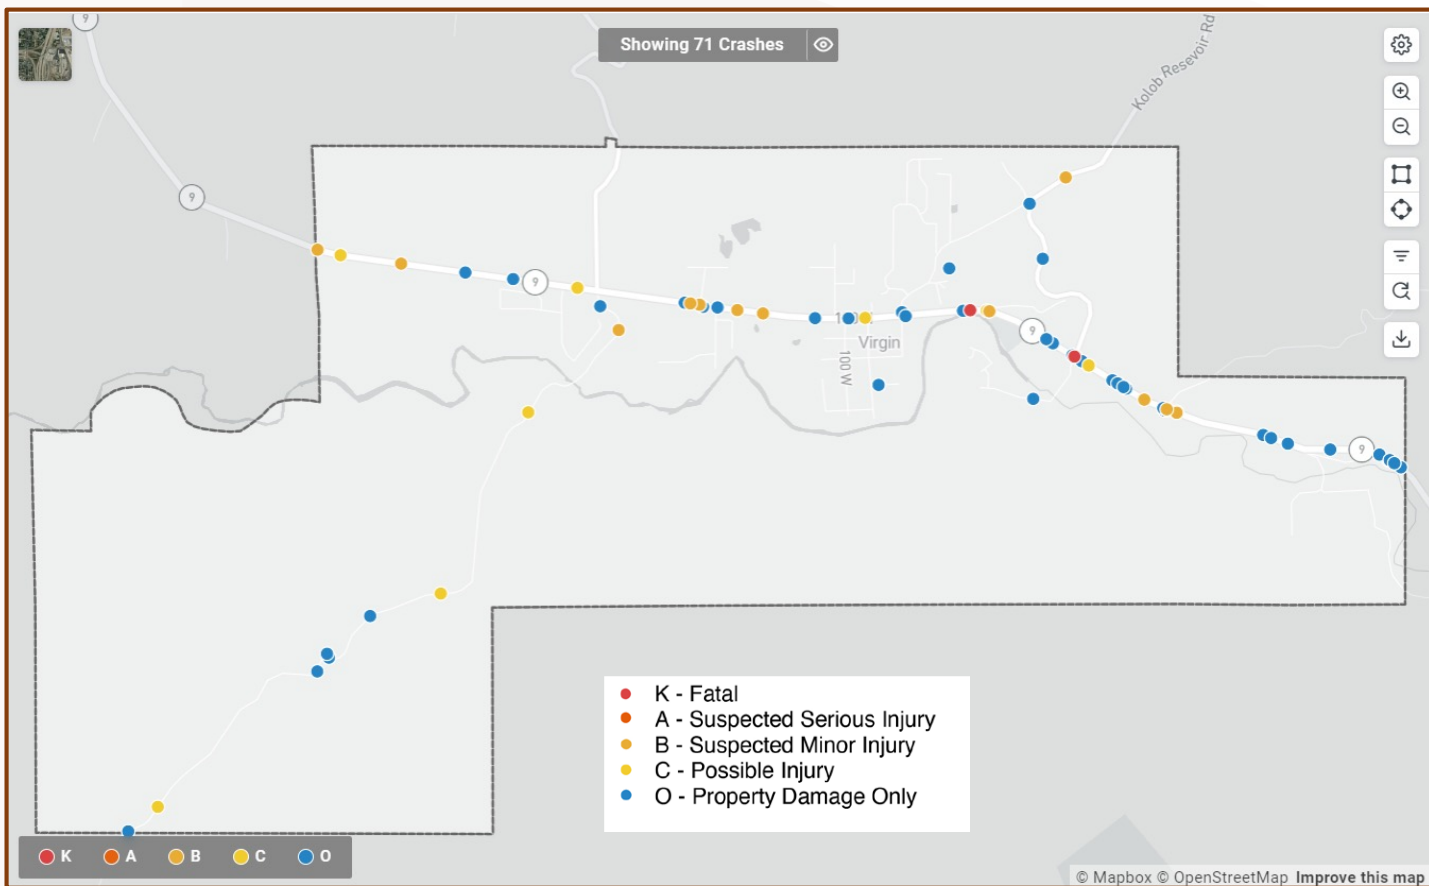 9
Showing 71 Crashes
Kolob Resevoir Rd
9
9
9
Virgin
100 W
9
K - Fatal
A - Suspected Serious Injury
B - Suspected Minor Injury
C - Possible Injury
O - Property Damage Only
K A B C O
© Mapbox © OpenStreetMap Improve this map